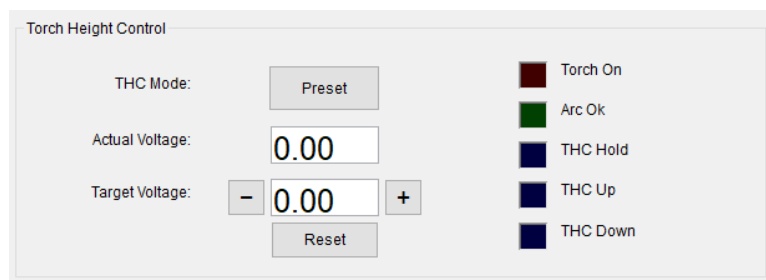 Torch Height Control
THC Mode:
Preset
Actual Voltage:
0.00
Target Voltage:
−
0.00
+
Reset
Torch On
Arc Ok
THC Hold
THC Up
THC Down